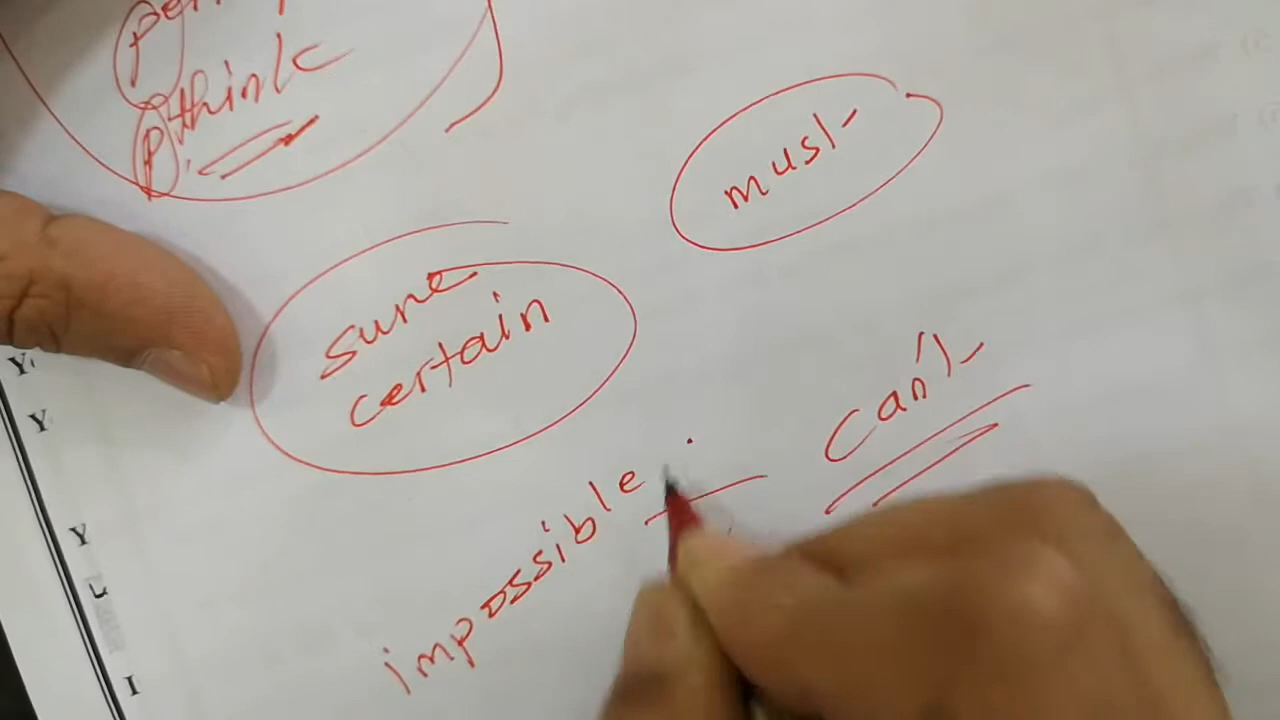 think
p.
must
sure
certain
can't
impossible
Y
Y
Y
I